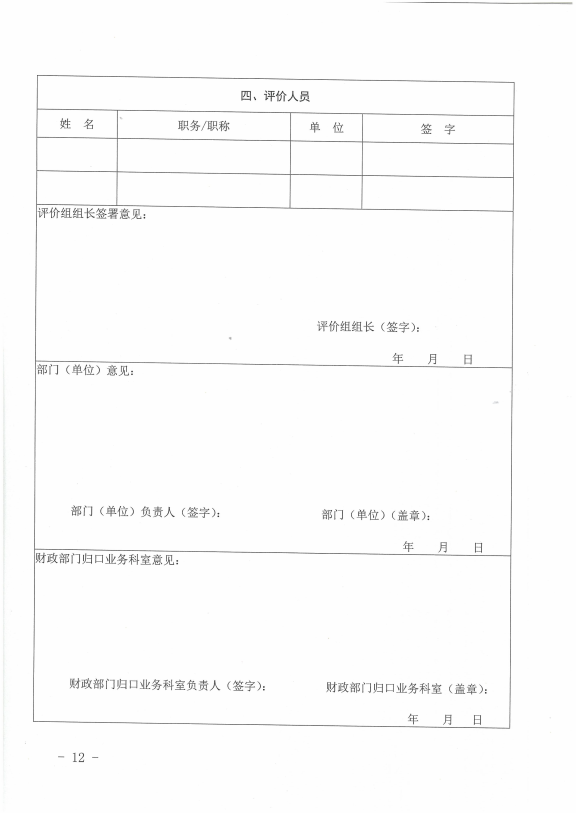 四、评价人员
姓 名 职务/职称 单 位 签 字
评价组组长签署意见：
评价组组长（签字）：
年 月 日
部门（单位）意见：
部门（单位）负责人（签字）： 部门（单位）（盖章）：
年 月 日
财政部门归口业务科室意见：
财政部门归口业务科室负责人（签字）： 财政部门归口业务科室（盖章）：
年 月 日
- 12 -